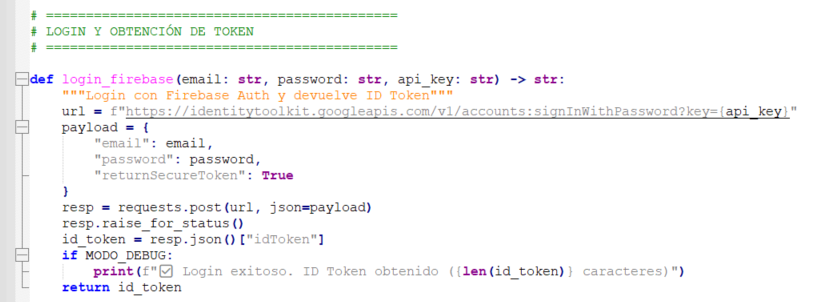 # ============================================
# LOGIN Y OBTENCIÓN DE TOKEN
# ============================================
def login_firebase(email: str, password: str, api_key: str) -> str:
"""Login con Firebase Auth y devuelve ID Token"""
url = f"https://identitytoolkit.googleapis.com/v1/accounts:signInWithPassword?key={api_key}"
payload = {
"email": email,
"password": password,
"returnSecureToken": True
}
resp = requests.post(url, json=payload)
resp.raise_for_status()
id_token = resp.json()["idToken"]
if MODO_DEBUG:
print(f"☑ Login exitoso. ID Token obtenido ({len(id_token)} caracteres)")
return id_token